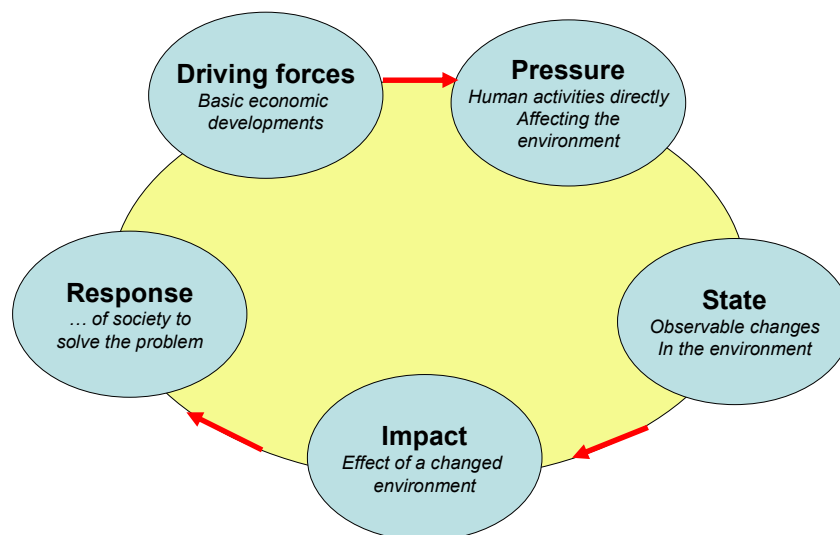 Driving forces
Basic economic
developments
Pressure
Human activities directly
Affecting the
environment
Response
… of society to
solve the problem
State
Observable changes
In the environment
Impact
Effect of a changed
environment